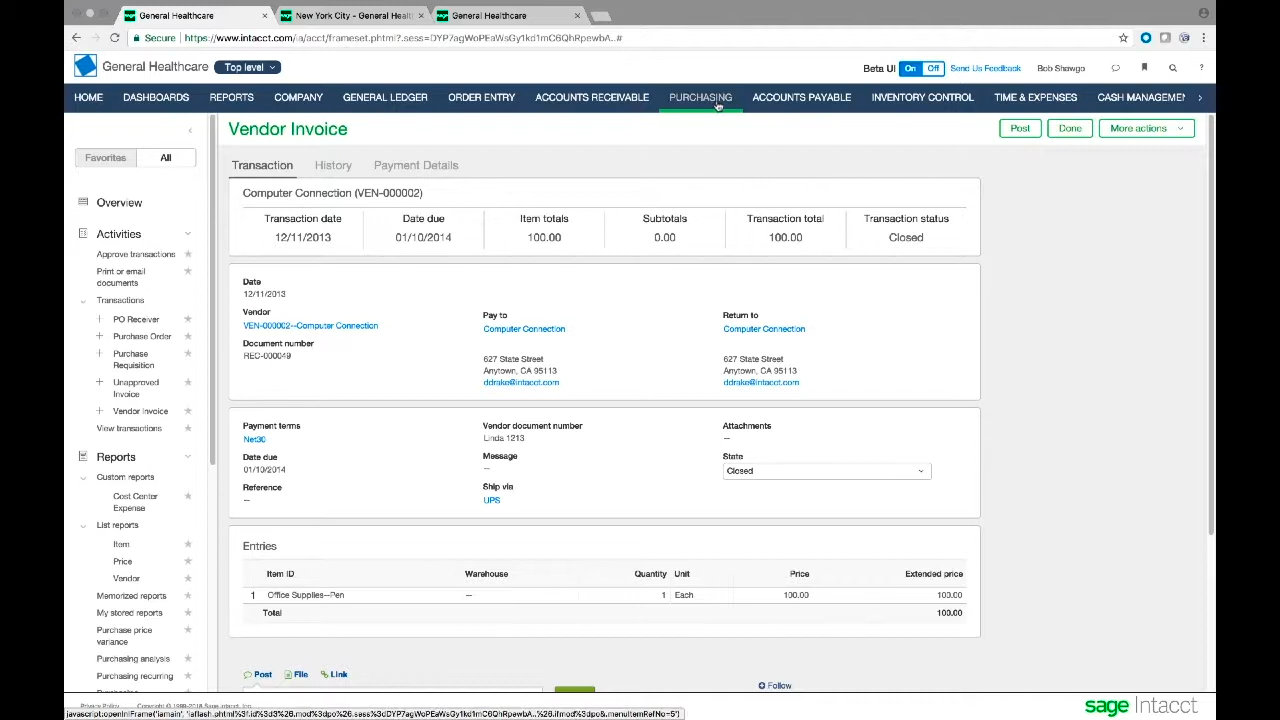 General Healthcare
New York City - General Healt
General Healthcare
Secure https://www.intacct.com/ia/acct/frameset.phtml?.sess=DYP7agWoPEaWsGy1kd1mC6QhRpewbA..#
General Healthcare Top level
Beta UI On Off Send Us Feedback Bob Shawgo ?
HOME DASHBOARDS REPORTS COMPANY GENERAL LEDGER ORDER ENTRY ACCOUNTS RECEIVABLE PURCHASING ACCOUNTS PAYABLE INVENTORY CONTROL TIME & EXPENSES CASH MANAGEMEN
Favorites All
Overview
Activities
Approve transactions
Print or email
documents
Transactions
PO Receiver
Purchase Order
Purchase
Requisition
Unapproved
Invoice
Vendor Invoice
View transactions
Reports
Custom reports
Cost Center
Expense
List reports
Item
Price
Vendor
Memorized reports
My stored reports
Purchase price
variance
Purchasing analysis
Purchasing recurring
Vendor Invoice
Post Done More actions
Transaction History Payment Details
Computer Connection (VEN-000002)
Transaction date Date due Item totals Subtotals Transaction total Transaction status
12/11/2013 01/10/2014 100.00 0.00 100.00 Closed
Date
12/11/2013
Vendor
VEN-000002--Computer Connection
Document number
REC-000049
Pay to
Computer Connection
627 State Street
Anytown, CA 95113
ddrake@intacct.com
Return to
Computer Connection
627 State Street
Anytown, CA 95113
ddrake@intacct.com
Payment terms
Net30
Date due
01/10/2014
Reference
--
Vendor document number
Linda 1213
Message
--
Ship via
UPS
Attachments
--
State
Closed
Entries
Item ID Warehouse Quantity Unit Price Extended price
1 Office Supplies--Pen -- 1 Each 100.00 100.00
Total 100.00
Post File Link
Follow
Privacy Policy Copyright © 1999-2018 Sage Intacct, Inc.
sage Intacct